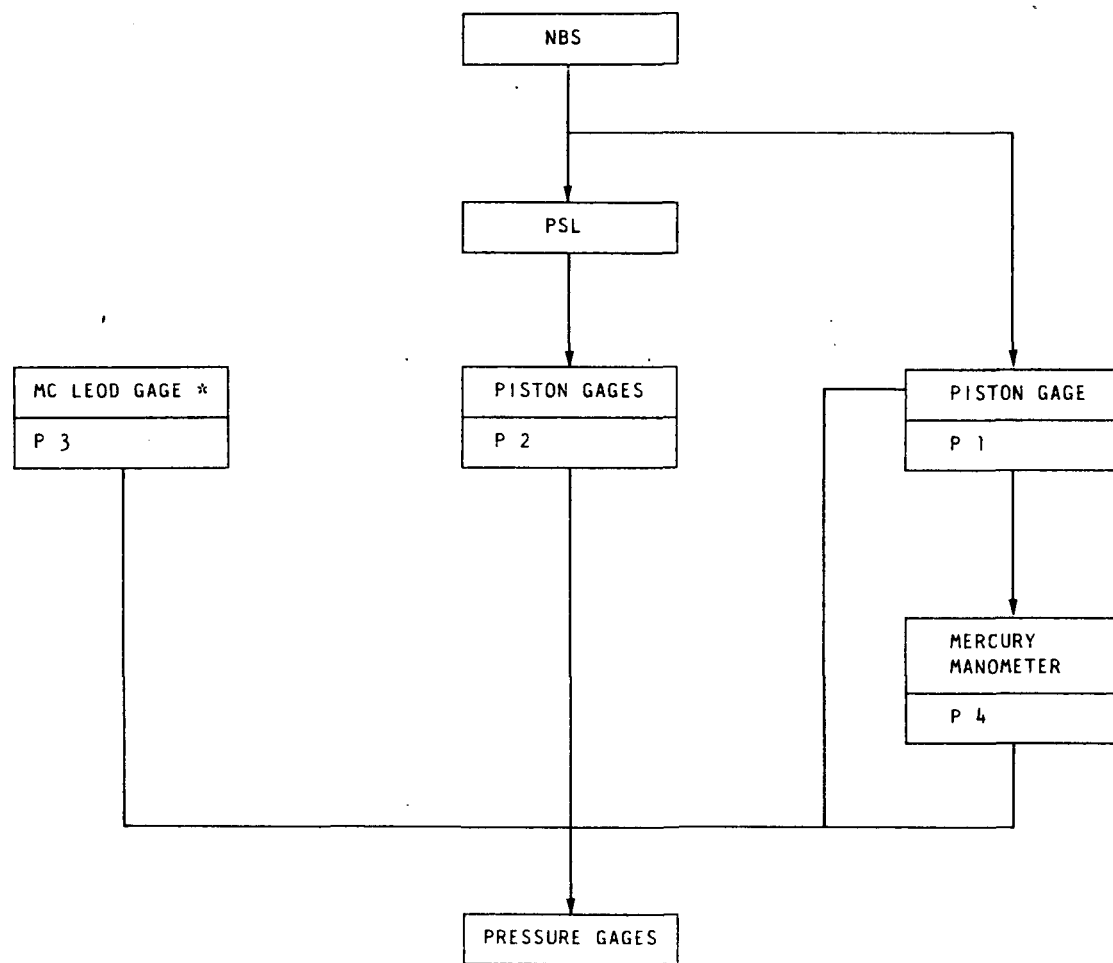 NBS
PSL
MC LEOD GAGE *
P 3
PISTON GAGES
P 2
PISTON GAGE
P 1
MERCURY
MANOMETER
P 4
PRESSURE GAGES